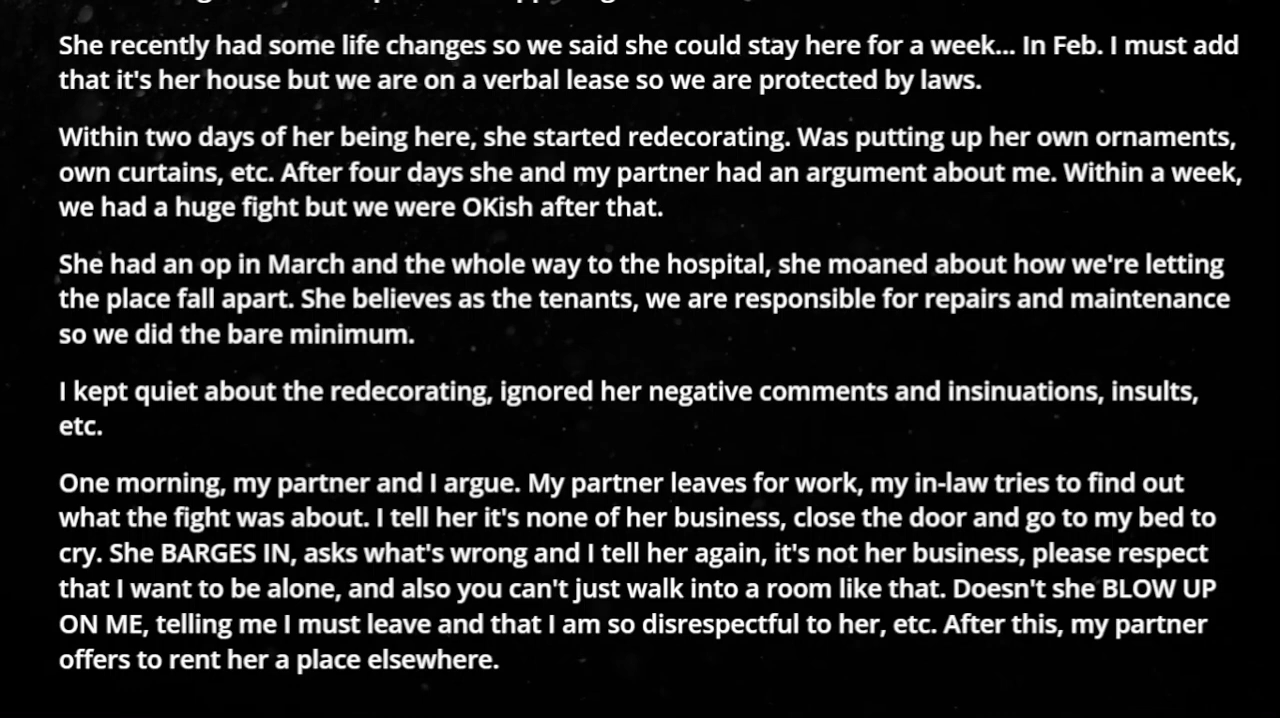 She recently had some life changes so we said she could stay here for a week... In Feb. I must add
that it's her house but we are on a verbal lease so we are protected by laws.
Within two days of her being here, she started redecorating. Was putting up her own ornaments,
own curtains, etc. After four days she and my partner had an argument about me. Within a week,
we had a huge fight but we were OKish after that.
She had an op in March and the whole way to the hospital, she moaned about how we're letting
the place fall apart. She believes as the tenants, we are responsible for repairs and maintenance
so we did the bare minimum.
I kept quiet about the redecorating, ignored her negative comments and insinuations, insults,
etc.
One morning, my partner and I argue. My partner leaves for work, my in-law tries to find out
what the fight was about. I tell her it's none of her business, close the door and go to my bed to
cry. She BARGES IN, asks what's wrong and I tell her again, it's not her business, please respect
that I want to be alone, and also you can't just walk into a room like that. Doesn't she BLOW UP
ON ME, telling me I must leave and that I am so disrespectful to her, etc. After this, my partner
offers to rent her a place elsewhere.